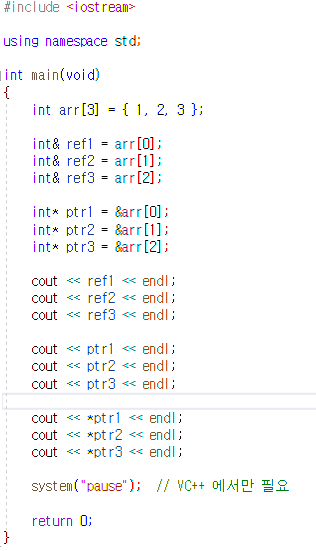 #include <iostream>
using namespace std;
int main(void)
{
int arr[3] = { 1, 2, 3 };
int& ref1 = arr[0];
int& ref2 = arr[1];
int& ref3 = arr[2];
int* ptr1 = &arr[0];
int* ptr2 = &arr[1];
int* ptr3 = &arr[2];
cout << ref1 << endl;
cout << ref2 << endl;
cout << ref3 << endl;
cout << ptr1 << endl;
cout << ptr2 << endl;
cout << ptr3 << endl;
cout << *ptr1 << endl;
cout << *ptr2 << endl;
cout << *ptr3 << endl;
system("pause");  // VC++ 에서만 필요
return 0;
}